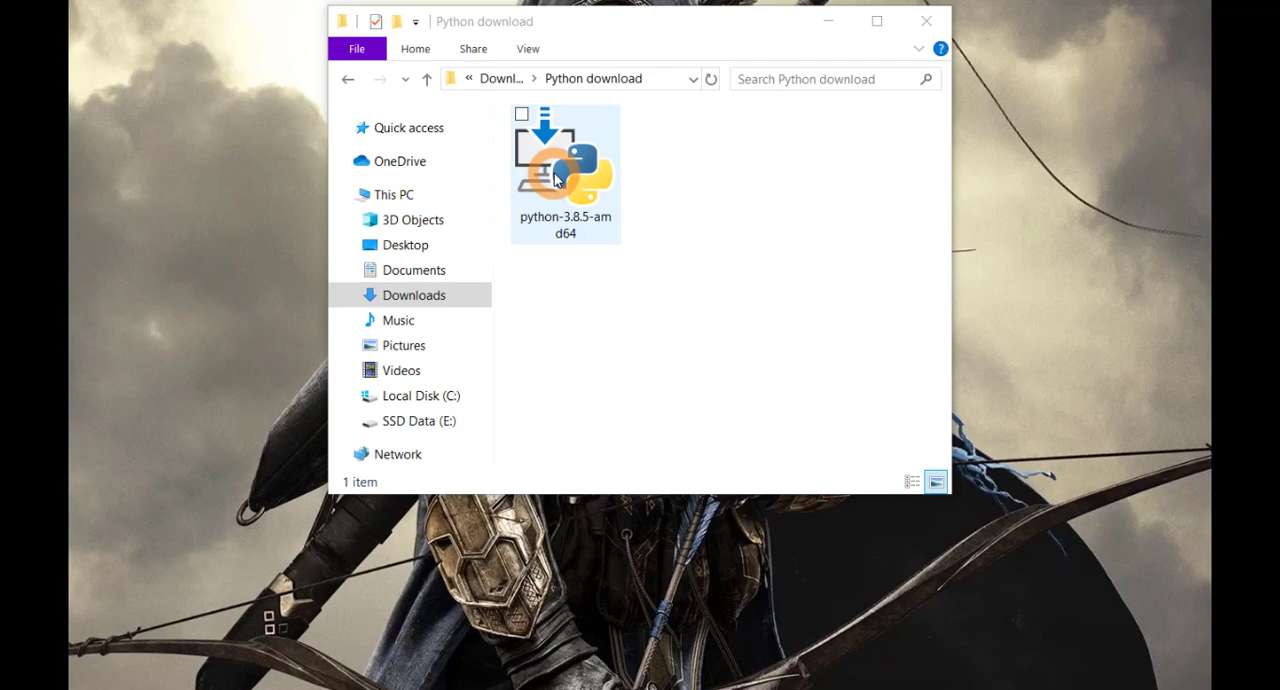 Python download
File Home Share View
« Downl... > Python download Search Python download
Quick access
OneDrive
This PC
3D Objects
Desktop
Documents
Downloads
Music
Pictures
Videos
Local Disk (C:)
SSD Data (E:)
Network
python-3.8.5-am
d64
1 item